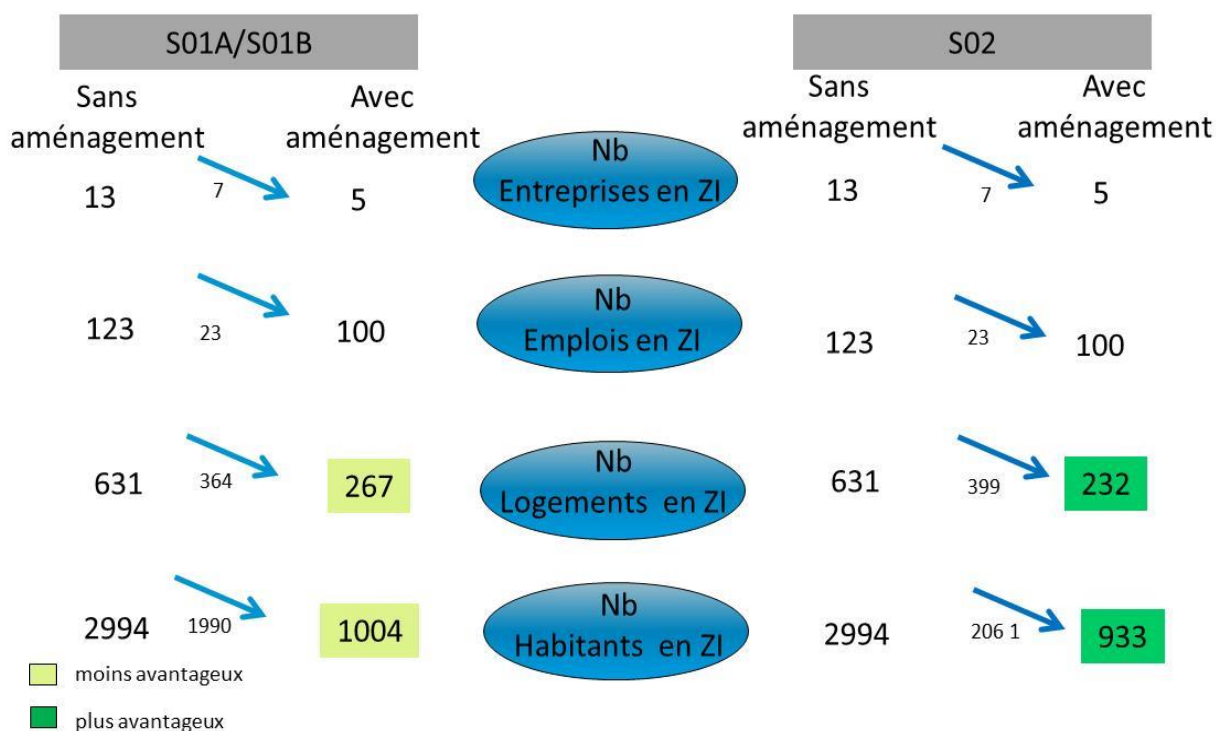 S01A/S01B
S02
Sans
aménagement
Avec
aménagement
Sans
aménagement
Avec
aménagement
13
7
5
Nb
Entreprises en ZI
13
7
5
123
23
100
Nb
Emplois en ZI
123
23
100
631
364
267
Nb
Logements en ZI
631
399
232
2994
1990
1004
Nb
Habitants en ZI
2994
206 1
933
moins avantageux
plus avantageux